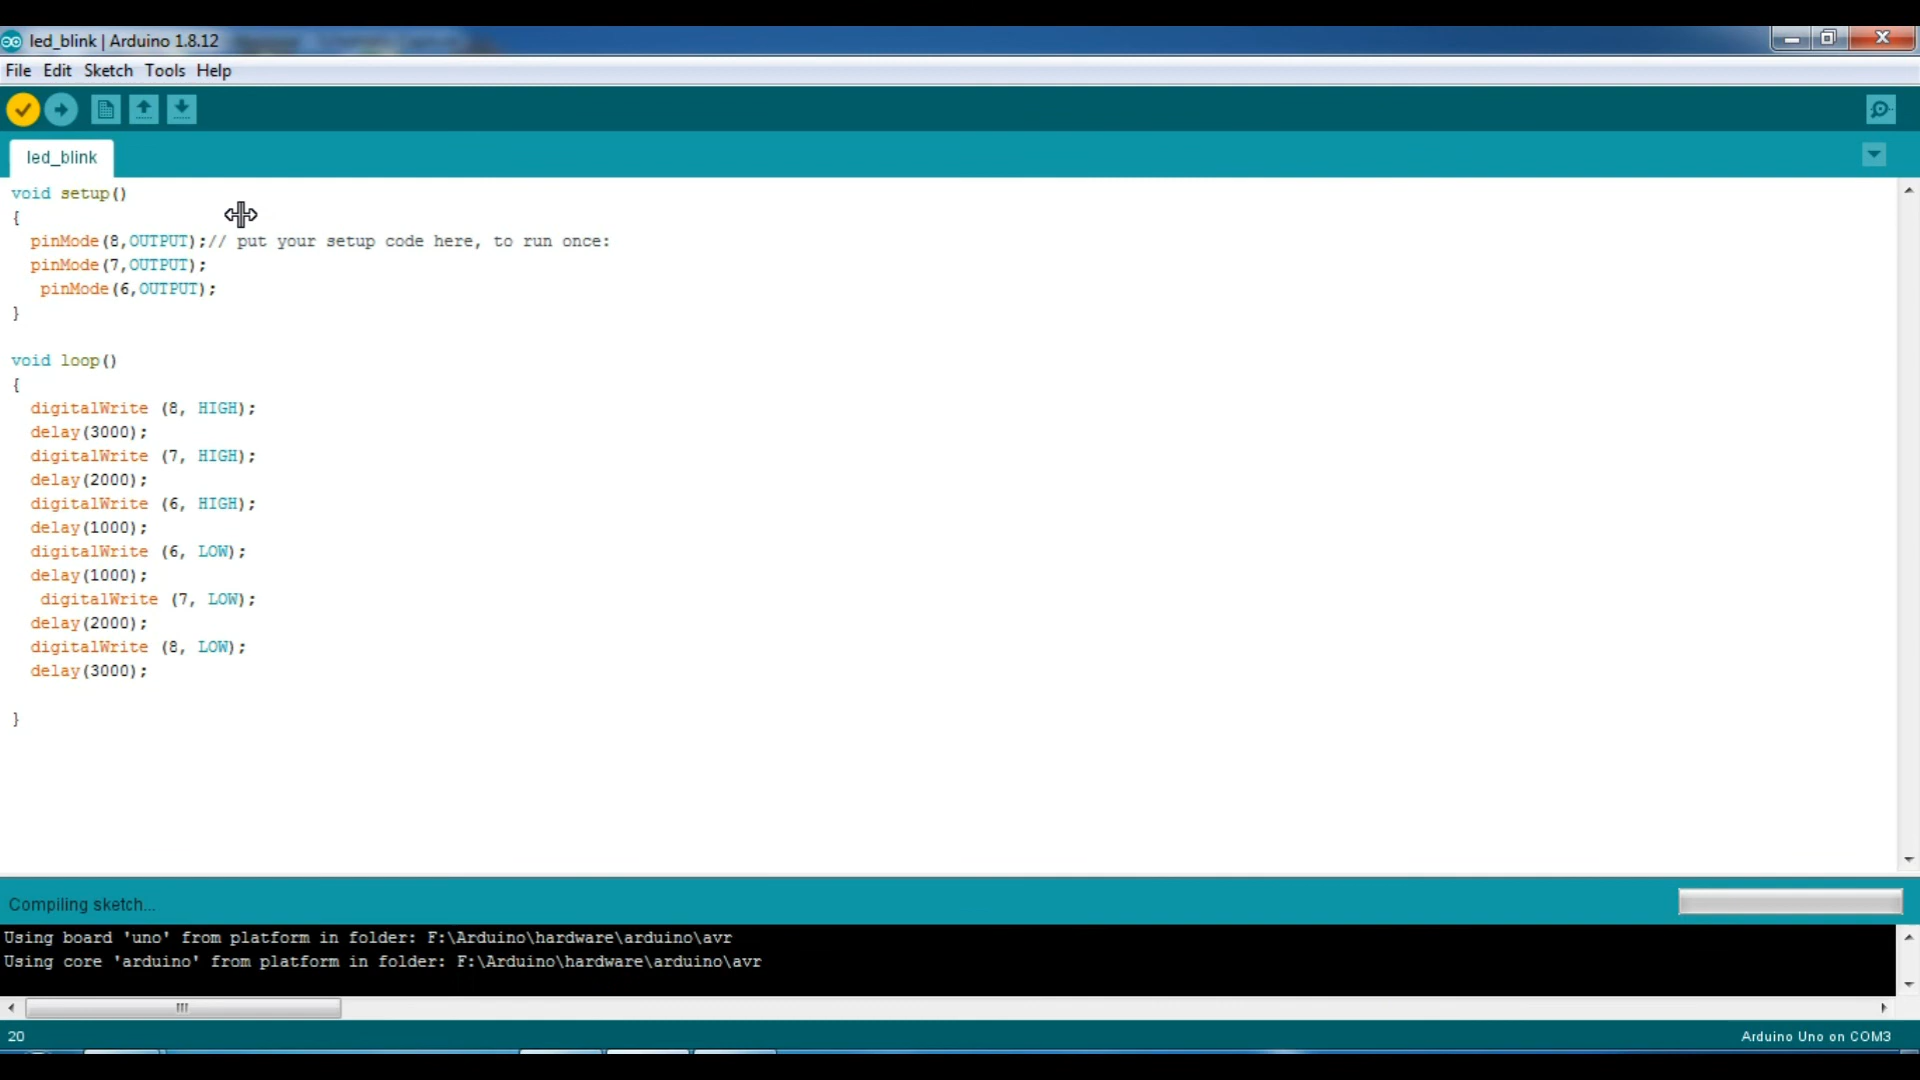 led_blink | Arduino 1.8.12
File Edit Sketch Tools Help
led_blink
void setup()
{
pinMode(8,OUTPUT);// put your setup code here, to run once:
pinMode(7,OUTPUT);
pinMode(6,OUTPUT);
}
void loop()
{
digitalWrite (8, HIGH);
delay(3000);
digitalWrite (7, HIGH);
delay(2000);
digitalWrite (6, HIGH);
delay(1000);
digitalWrite (6, LOW);
delay(1000);
digitalWrite (7, LOW);
delay(2000);
digitalWrite (8, LOW);
delay(3000);
}
Compiling sketch...
Using board 'uno' from platform in folder: F:\Arduino\hardware\arduino\avr
Using core 'arduino' from platform in folder: F:\Arduino\hardware\arduino\avr
20 Arduino Uno on COM3